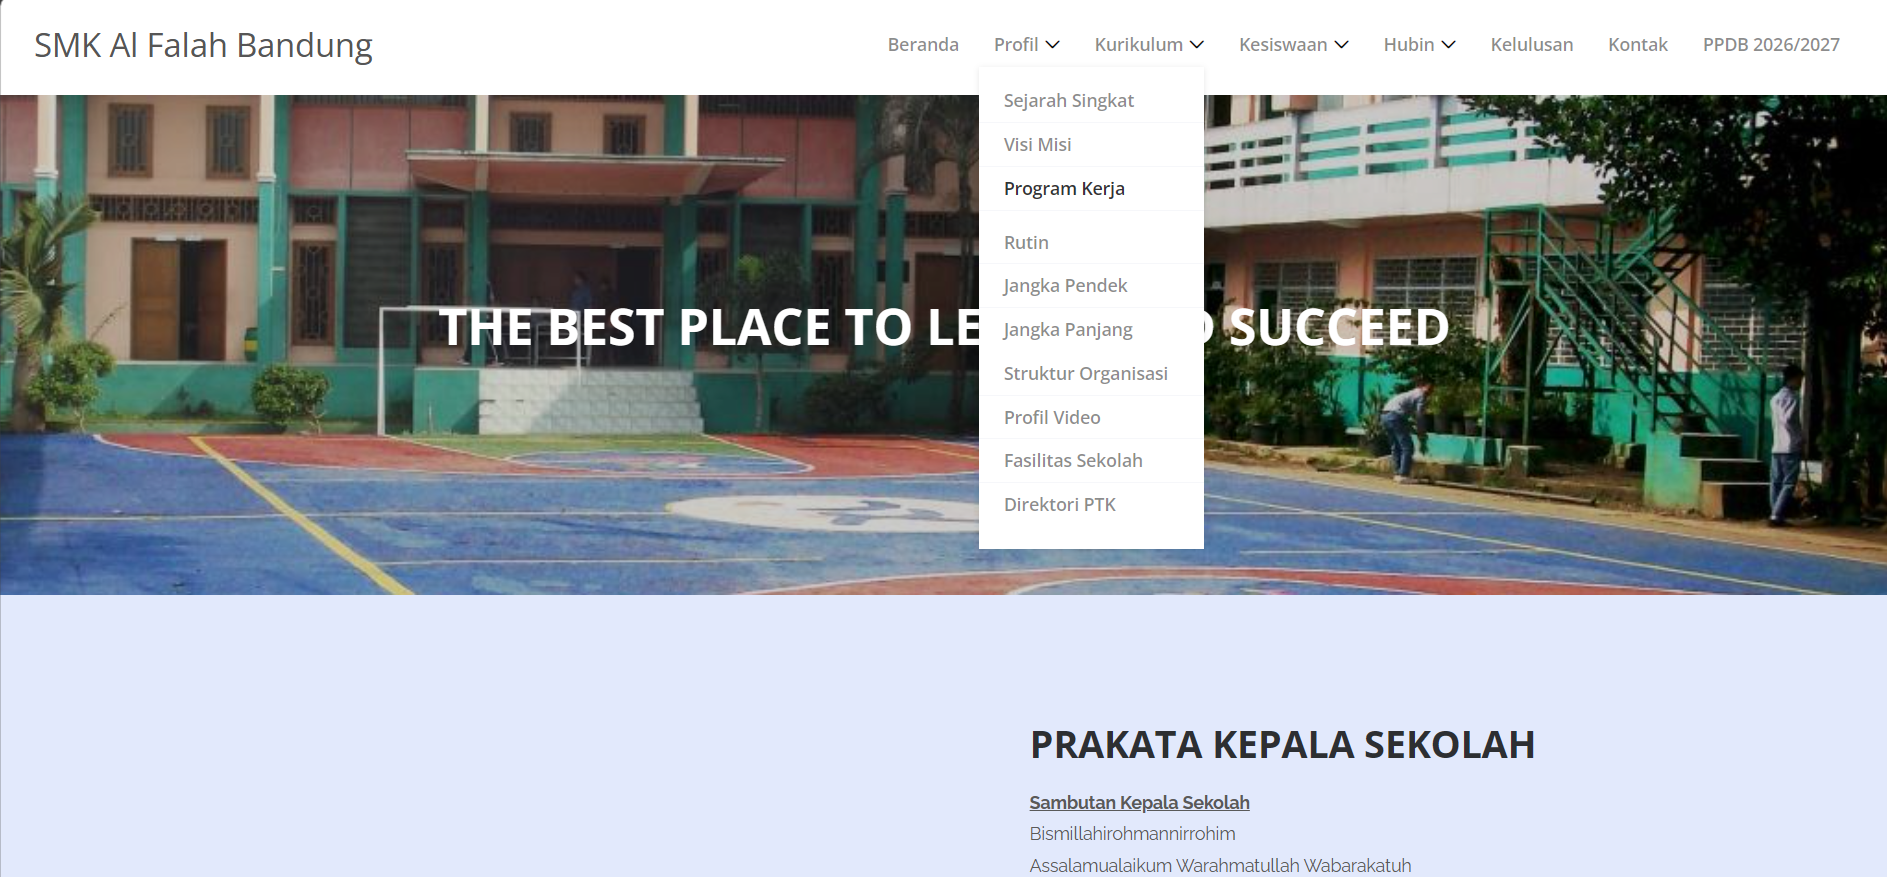 SMK Al Falah Bandung
Beranda
Profil
Kurikulum
Kesiswaan
Hubin
Kelulusan
Kontak
PPDB 2026/2027
Sejarah Singkat
Visi Misi
Program Kerja
Rutin
Jangka Pendek
Jangka Panjang
Struktur Organisasi
Profil Video
Fasilitas Sekolah
Direktori PTK
THE BEST PLACE TO LE SUCCEED
PRAKATA KEPALA SEKOLAH
Sambutan Kepala Sekolah
Bismillahirohmannirrohim
Assalamualaikum Warahmatullah Wabarakatuh